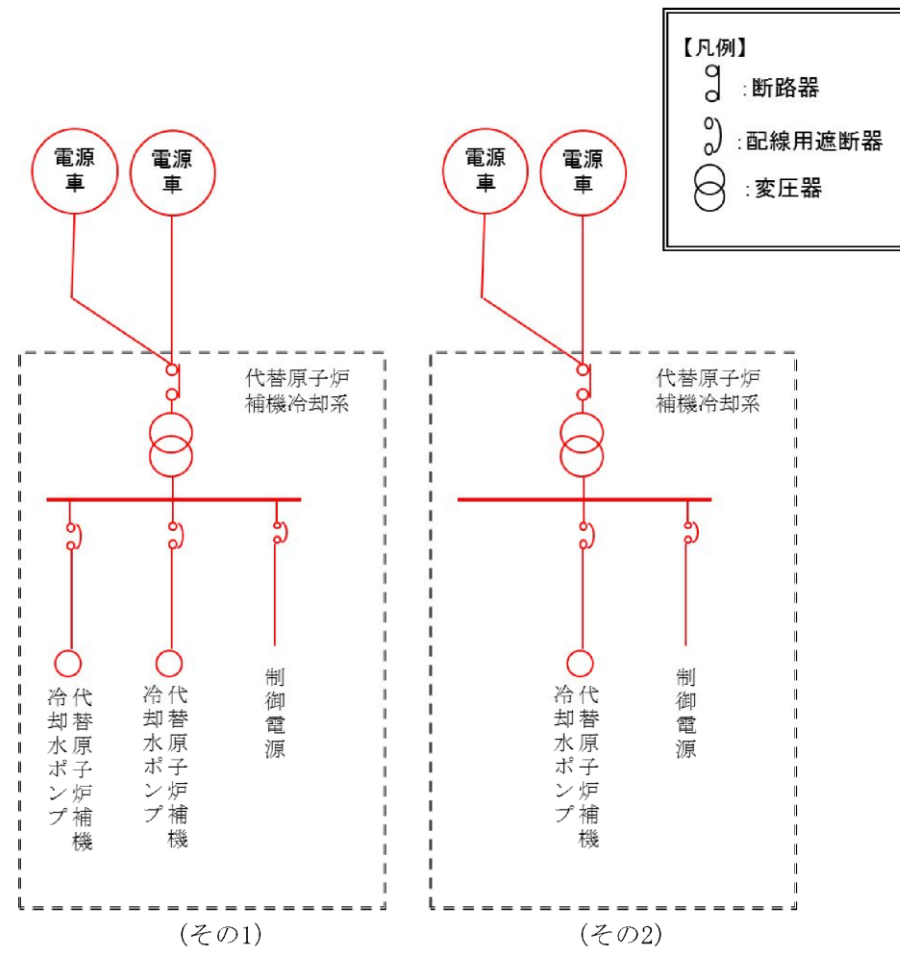 【凡例】
:断路器
:配線用遮断器
:変圧器
電源
車
電源
車
代替原子炉
補機冷却系
代替原子炉補機
冷却水ポンプ
代替原子炉補機
冷却水ポンプ
制御電源
(その1)
電源
車
電源
車
代替原子炉
補機冷却系
代替原子炉補機
冷却水ポンプ
制御電源
(その2)